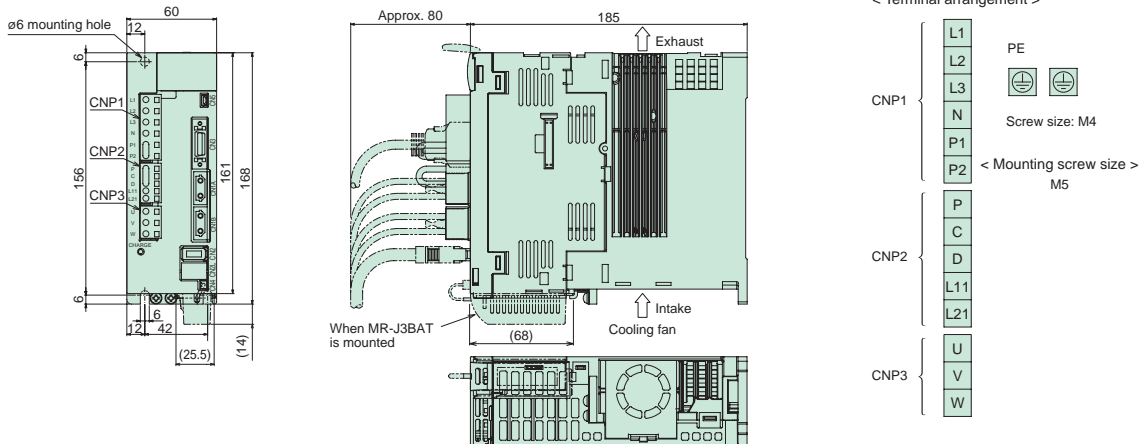 60
12
ø6 mounting hole
6
CNP1
CNP2
CNP3
156
161
168
L1
L2
L3
N
P1
P2
P
C
D
L11
L21
U
V
W
CHARGE
CN5
CN3
CN1A
CN1B
CN2
CN2L
CN4
6
6
12
42
(25.5)
(14)
Approx. 80
185
Exhaust
Intake
Cooling fan
When MR-J3BAT
is mounted
(68)
< Terminal arrangement >
CNP1
L1
L2
L3
N
P1
P2
PE
Screw size: M4
< Mounting screw size >
M5
CNP2
P
C
D
L11
L21
CNP3
U
V
W